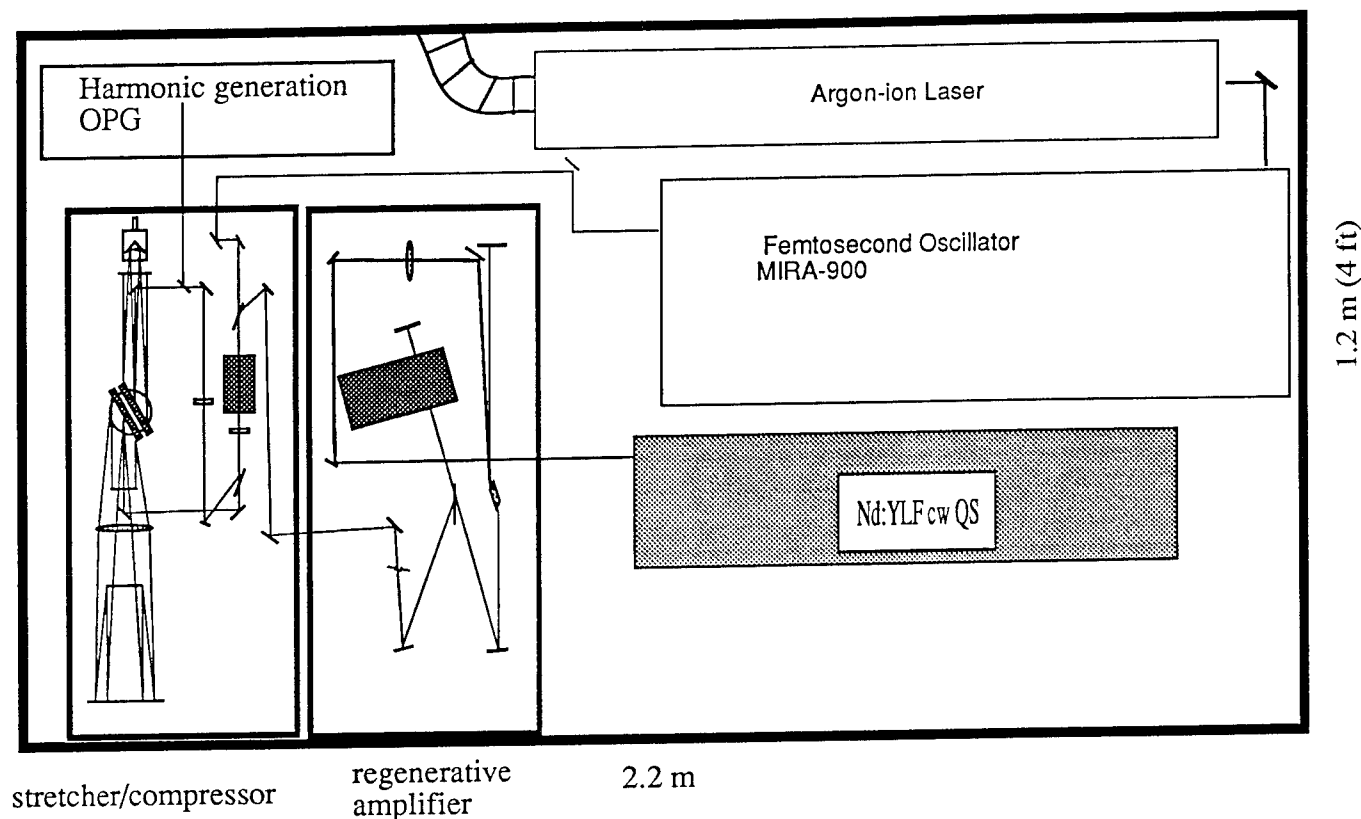 Harmonic generation
OPG
Argon-ion Laser
Femtosecond Oscillator
MIRA-900
1.2 m (4 ft)
Nd:YLF cw QS
stretcher/compressor
regenerative
amplifier
2.2 m